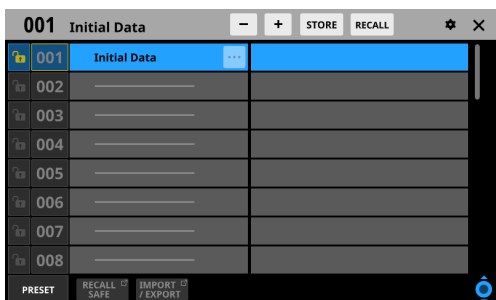 001 Initial Data − + STORE RECALL
001 Initial Data ...
002
003
004
005
006
007
008
PRESET RECALL SAFE IMPORT / EXPORT